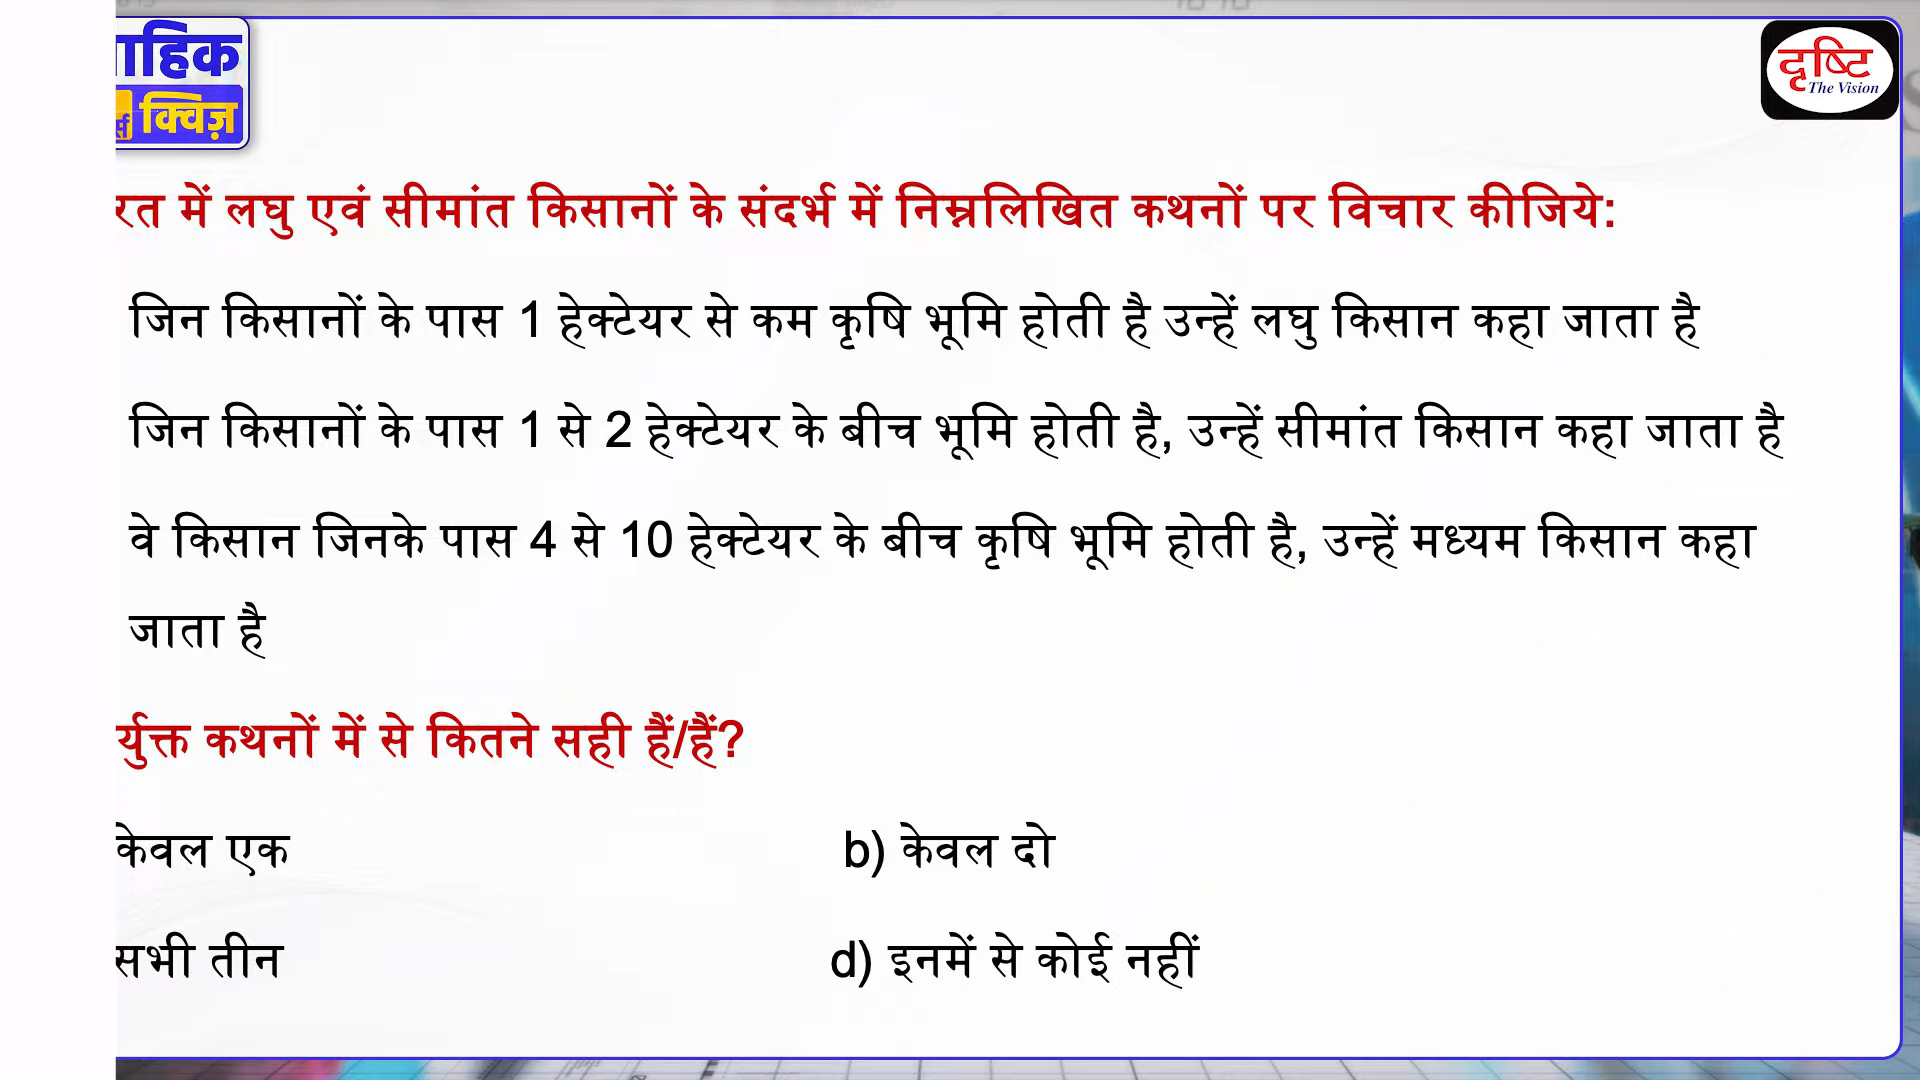 ाहिक
क्विज़
दृष्टि
The Vision
रत में लघु एवं सीमांत किसानों के संदर्भ में निम्नलिखित कथनों पर विचार कीजिये:
जिन किसानों के पास 1 हेक्टेयर से कम कृषि भूमि होती है उन्हें लघु किसान कहा जाता है
जिन किसानों के पास 1 से 2 हेक्टेयर के बीच भूमि होती है, उन्हें सीमांत किसान कहा जाता है
वे किसान जिनके पास 4 से 10 हेक्टेयर के बीच कृषि भूमि होती है, उन्हें मध्यम किसान कहा
जाता है
र्युक्त कथनों में से कितने सही हैं/हैं?
केवल एक
b) केवल दो
सभी तीन
d) इनमें से कोई नहीं